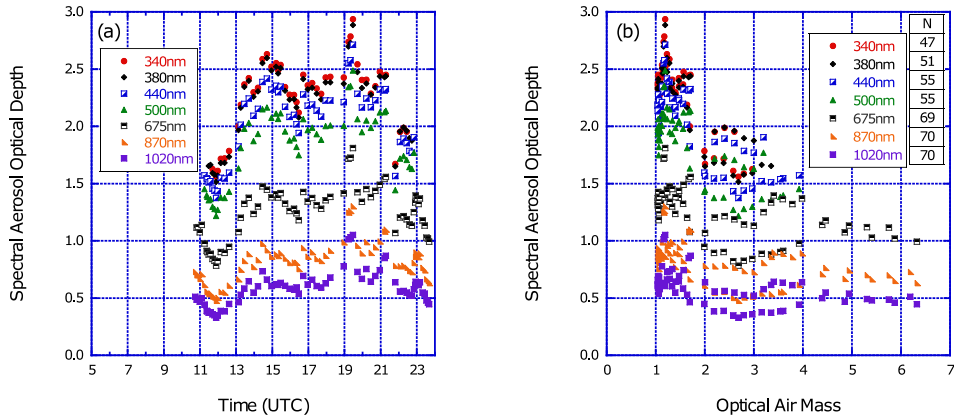 (a)
340nm
380nm
440nm
500nm
675nm
870nm
1020nm
3.0
2.5
2.0
1.5
1.0
0.5
0.0
Spectral Aerosol Optical Depth
5 7 9 11 13 15 17 19 21 23
Time (UTC)
(b)
N
340nm 47
380nm 51
440nm 55
500nm 55
675nm 69
870nm 70
1020nm 70
3.0
2.5
2.0
1.5
1.0
0.5
0.0
Spectral Aerosol Optical Depth
0 1 2 3 4 5 6 7
Optical Air Mass